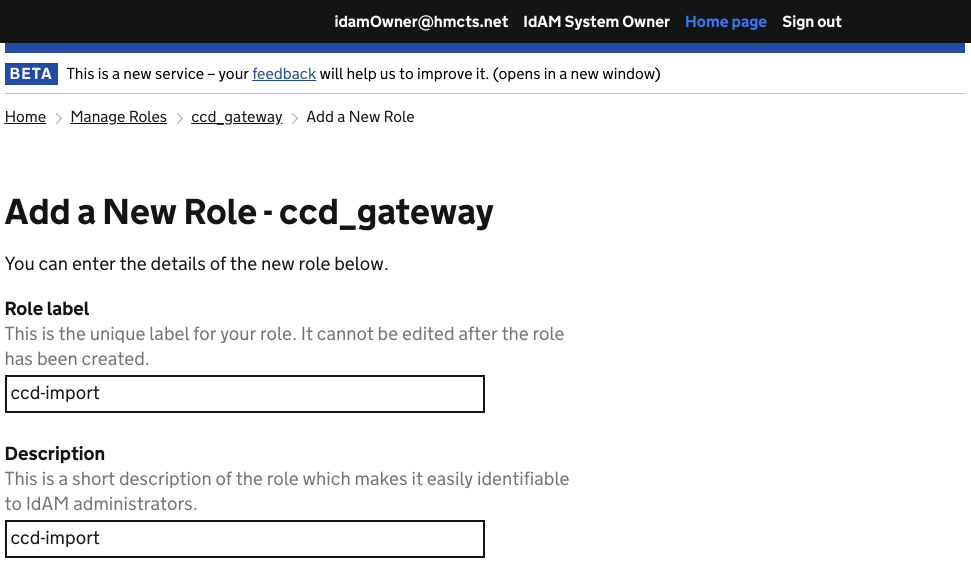 idamOwner@hmcts.net IdAM System Owner Home page Sign out
BETA This is a new service – your feedback will help us to improve it. (opens in a new window)
Home > Manage Roles > ccd_gateway > Add a New Role
Add a New Role - ccd_gateway
You can enter the details of the new role below.
Role label
This is the unique label for your role. It cannot be edited after the role
has been created.
ccd-import
Description
This is a short description of the role which makes it easily identifiable
to IdAM administrators.
ccd-import